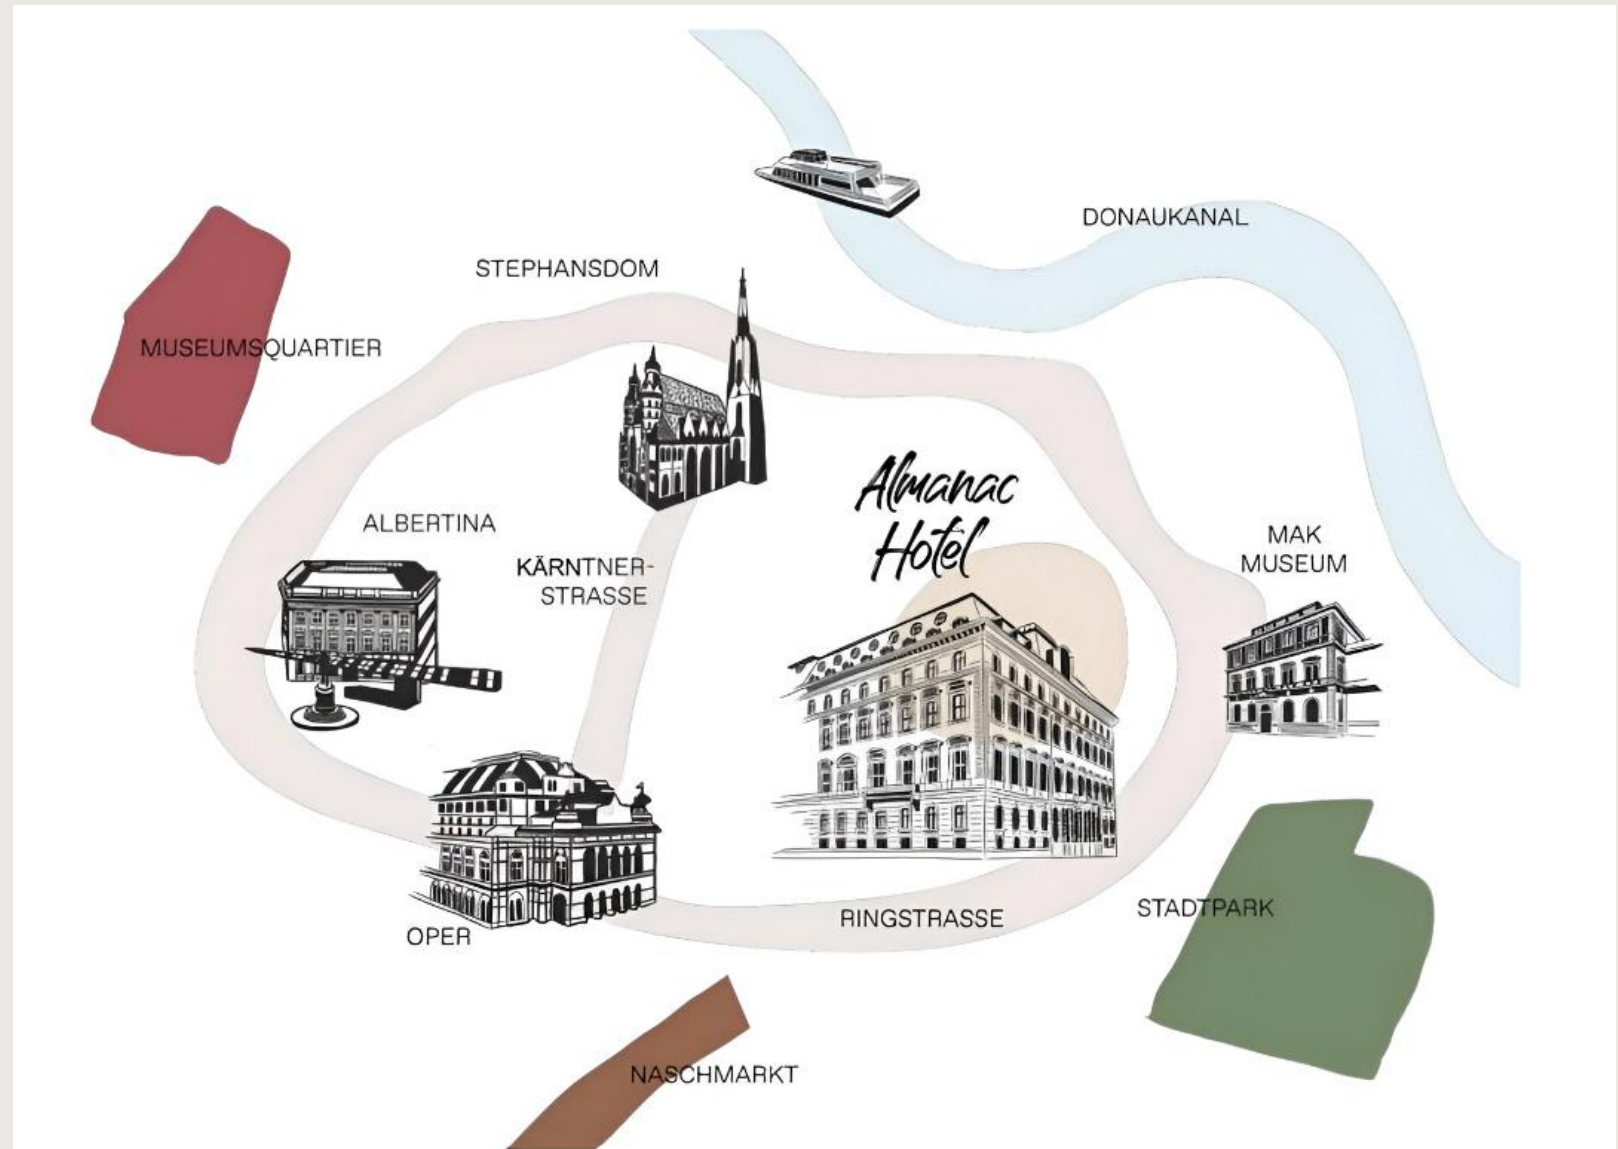 DONAUKANAL
STEPHANSDOM
MUSEUMSQUARTIER
Almanac
Hotel
ALBERTINA
KÄRNTNER-
STRASSE
MAK
MUSEUM
STADTPARK
RINGSTRASSE
OPER
NASCHMARKT